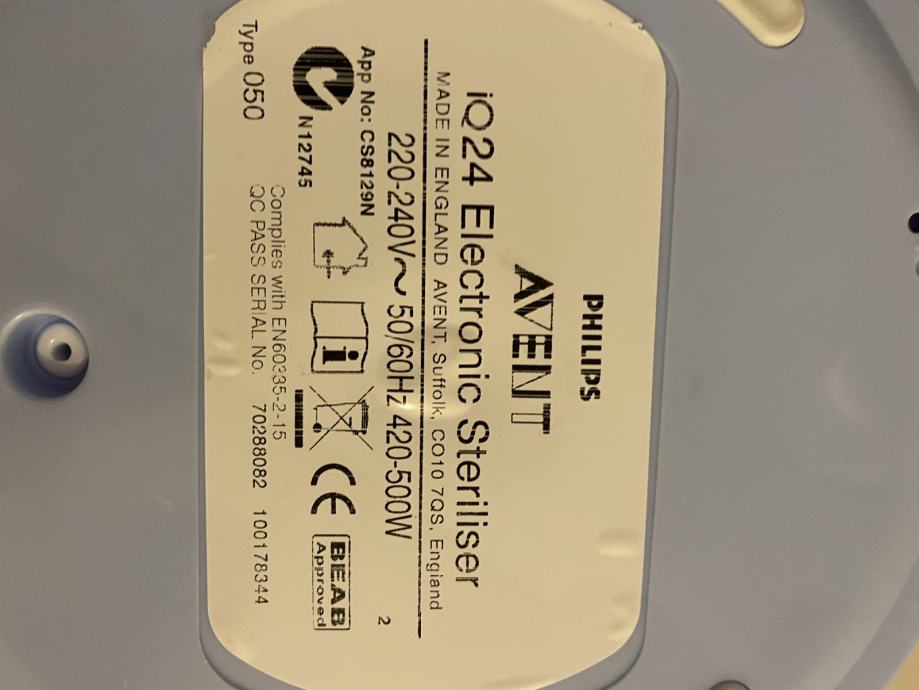 PHILIPS
AVENT
iQ24 Electronic Steriliser
MADE IN ENGLAND AVENT, Suffolk, CO10 7QS, England
220-240V~ 50/60Hz 420-500W
2
App No: CS8129N
N12745
CE
BEAB
Approved
Type 050
Complies with EN60335-2-15
QC PASS SERIAL No. 70288082 100178344